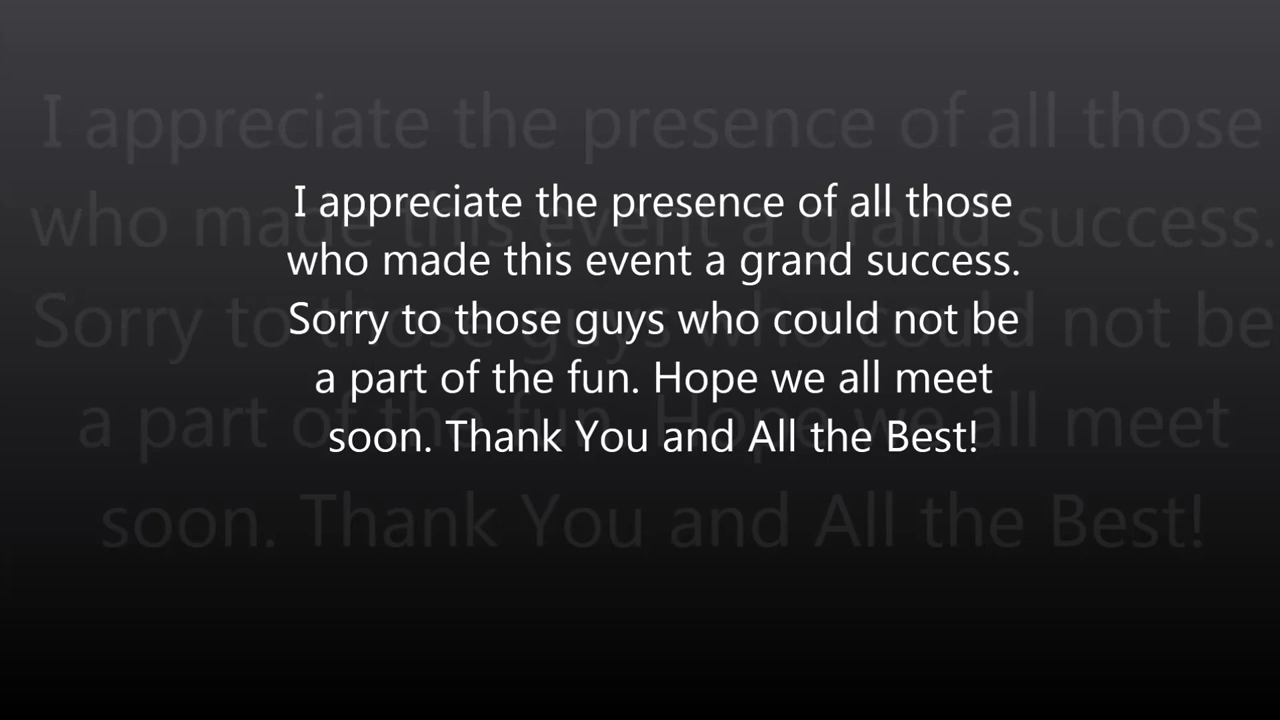 I appreciate the presence of all those
who made this event a grand success.
Sorry to those guys who could not be
a part of the fun. Hope we all meet
soon. Thank You and All the Best!